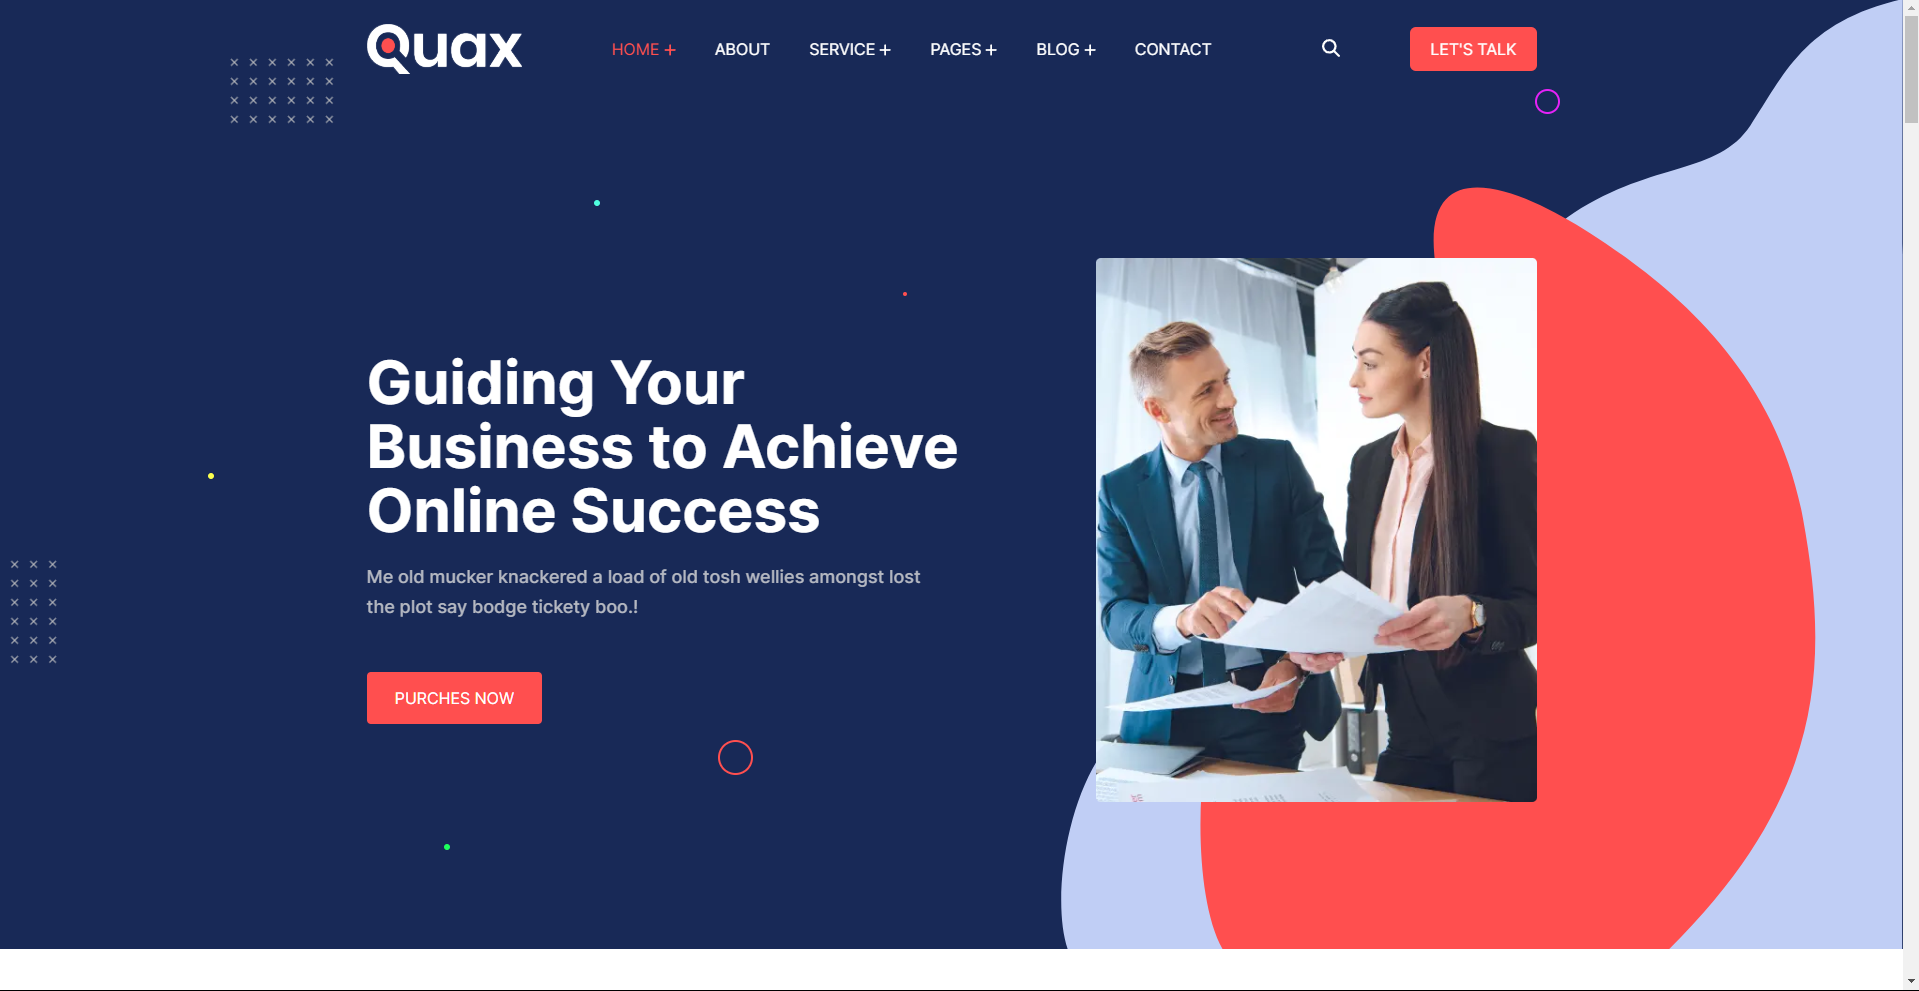 Quax
HOME + ABOUT SERVICE + PAGES + BLOG + CONTACT LET'S TALK
Guiding Your
Business to Achieve
Online Success
Me old mucker knackered a load of old tosh wellies amongst lost
the plot say bodge tickety boo.!
PURCHES NOW